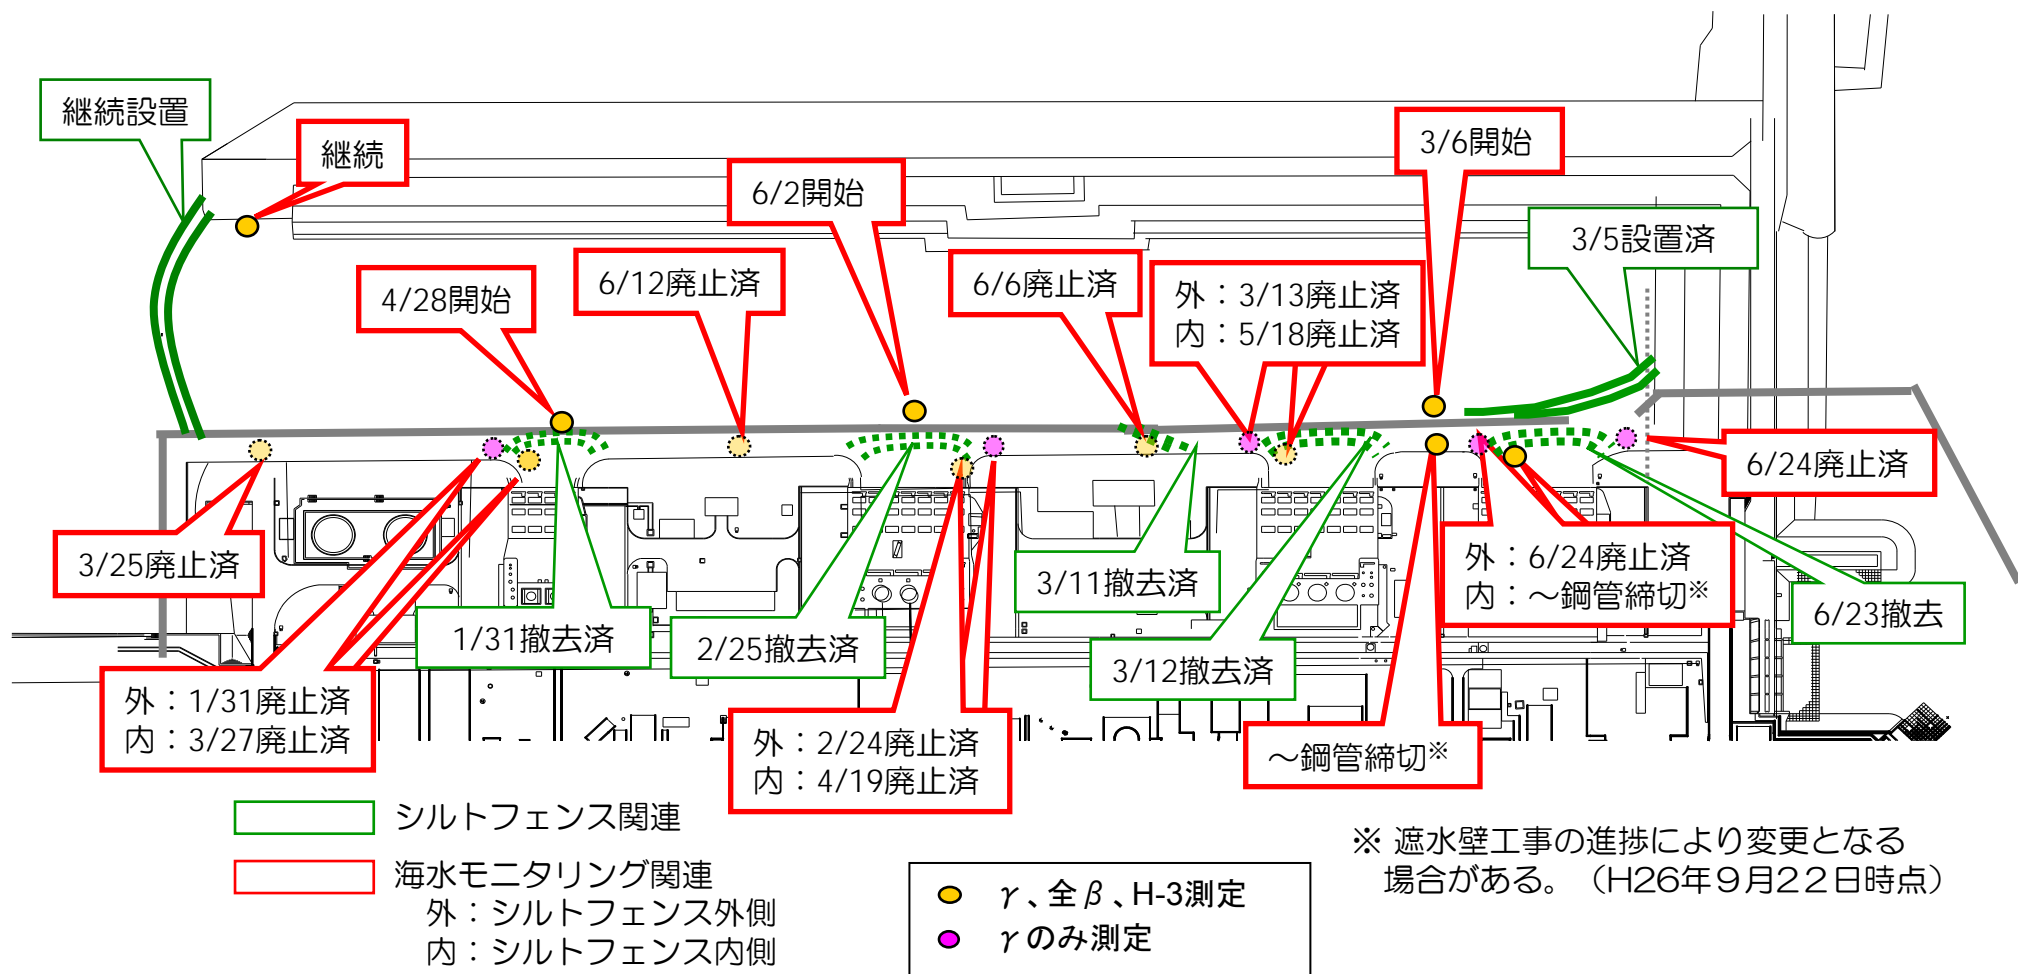 継続設置
継続
3/6開始
6/2開始
3/5設置済
6/12廃止済
6/6廃止済
外：3/13廃止済
内：5/18廃止済
4/28開始
6/24廃止済
3/25廃止済
外：6/24廃止済
内：～鋼管締切※
3/11撤去済
6/23撤去
1/31撤去済
2/25撤去済
3/12撤去済
外：1/31廃止済
内：3/27廃止済
外：2/24廃止済
内：4/19廃止済
～鋼管締切※
シルトフェンス関連
海水モニタリング関連
外：シルトフェンス外側
内：シルトフェンス内側
γ、全β、H-3測定
γのみ測定
※ 遮水壁工事の進捗により変更となる
場合がある。（H26年９月２２日時点）